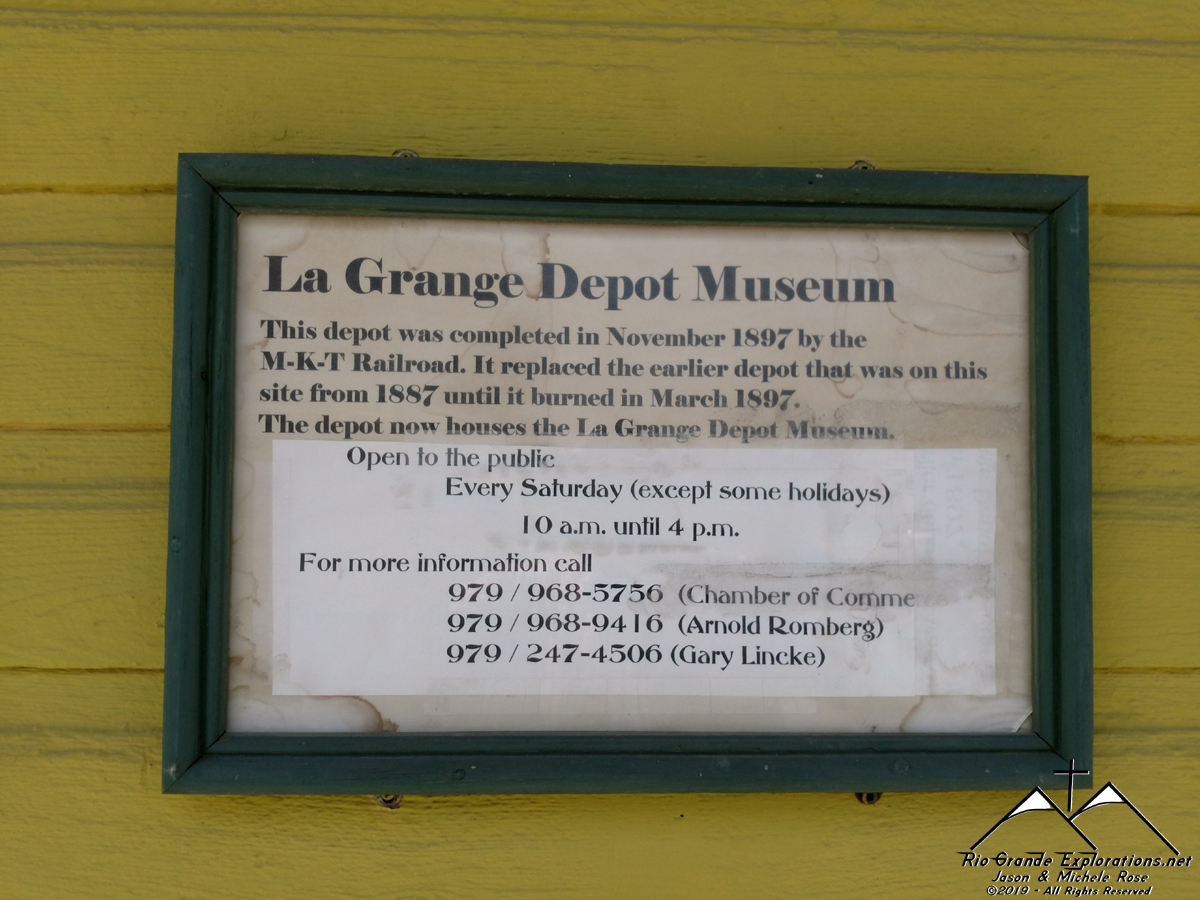 La Grange Depot Museum
This depot was completed in November 1897 by the
M-K-T Railroad. It replaced the earlier depot that was on this
site from 1887 until it burned in March 1897.
The depot now houses the La Grange Depot Museum.
Open to the public
Every Saturday (except some holidays)
10 a.m. until 4 p.m.
For more information call
979 / 968-5756 (Chamber of Comme
979 / 968-9416 (Arnold Romberg)
979 / 247-4506 (Gary Lincke)
Rio Grande Explorations.net
Jason & Michele Rose
©2019 - All Rights Reserved